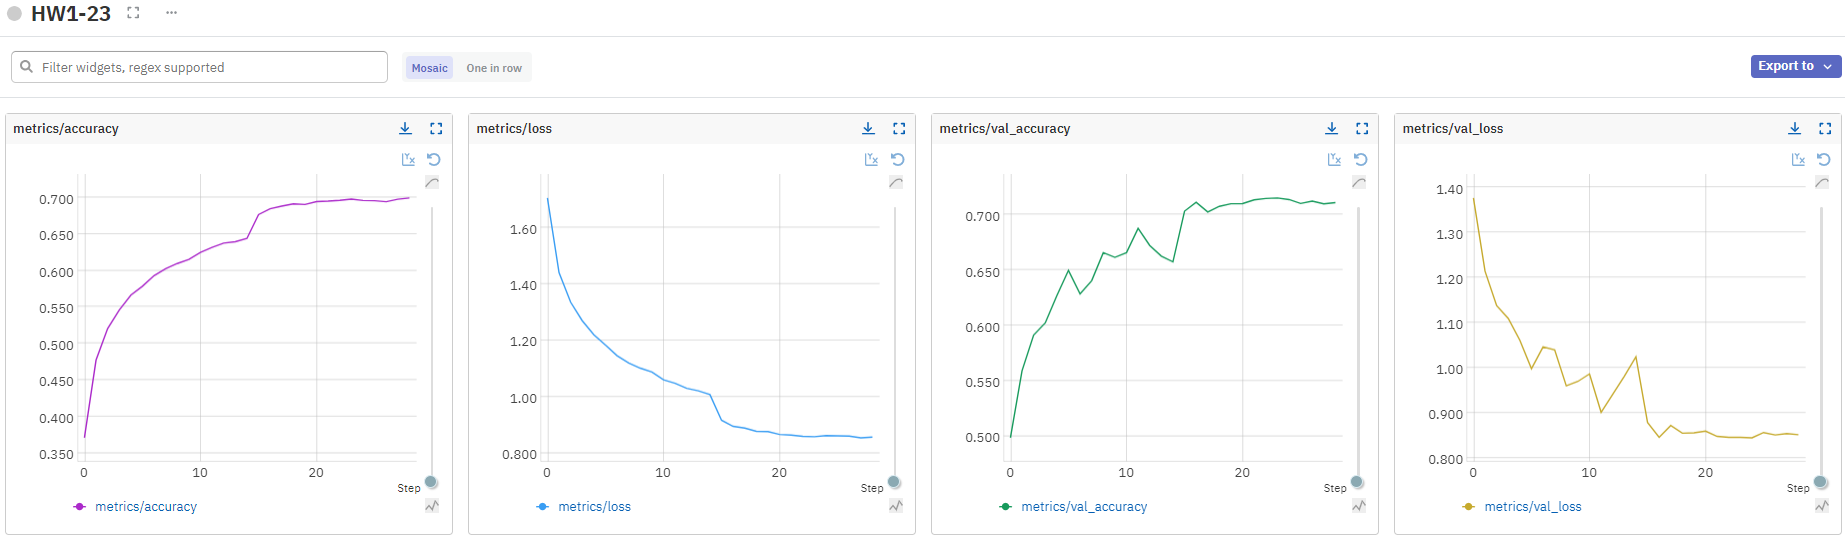 HW1-23
Filter widgets, regex supported
Mosaic
One in row
Export to
metrics/accuracy
0.700
0.650
0.600
0.550
0.500
0.450
0.400
0.350
0
10
20
Step
metrics/accuracy
metrics/loss
1.60
1.40
1.20
1.00
0.800
0
10
20
Step
metrics/loss
metrics/val_accuracy
0.700
0.650
0.600
0.550
0.500
0
10
20
Step
metrics/val_accuracy
metrics/val_loss
1.40
1.30
1.20
1.10
1.00
0.900
0.800
0
10
20
Step
metrics/val_loss